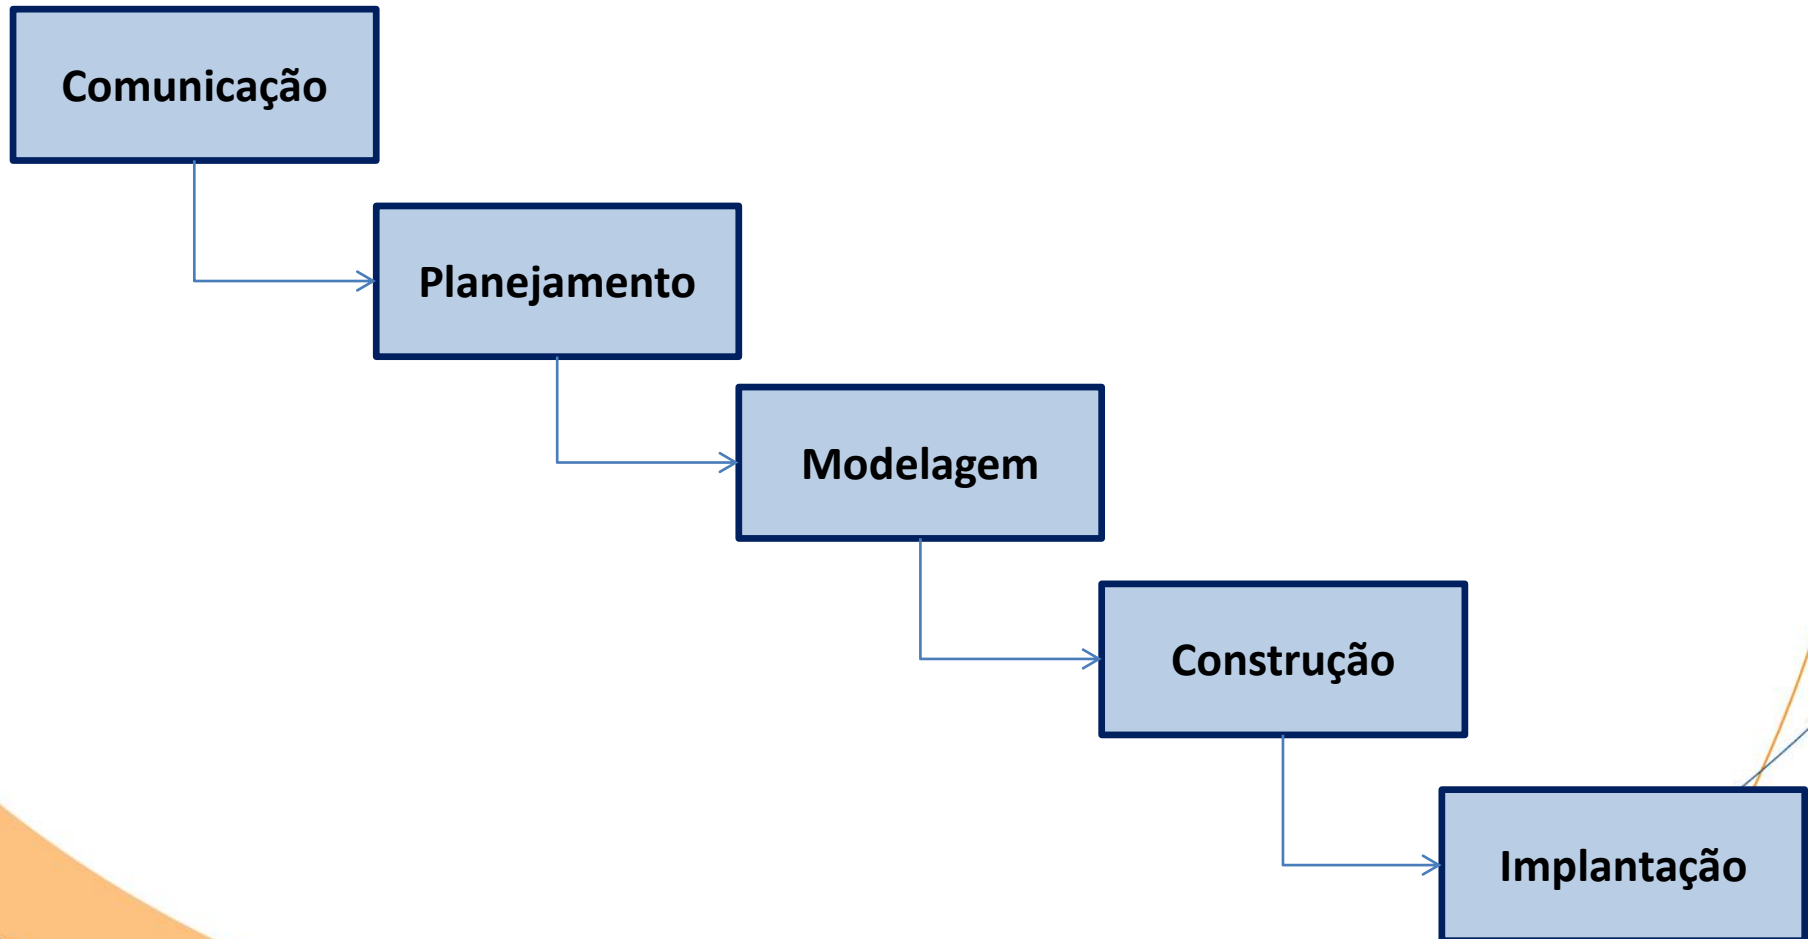 Comunicação
Planejamento
Modelagem
Construção
Implantação